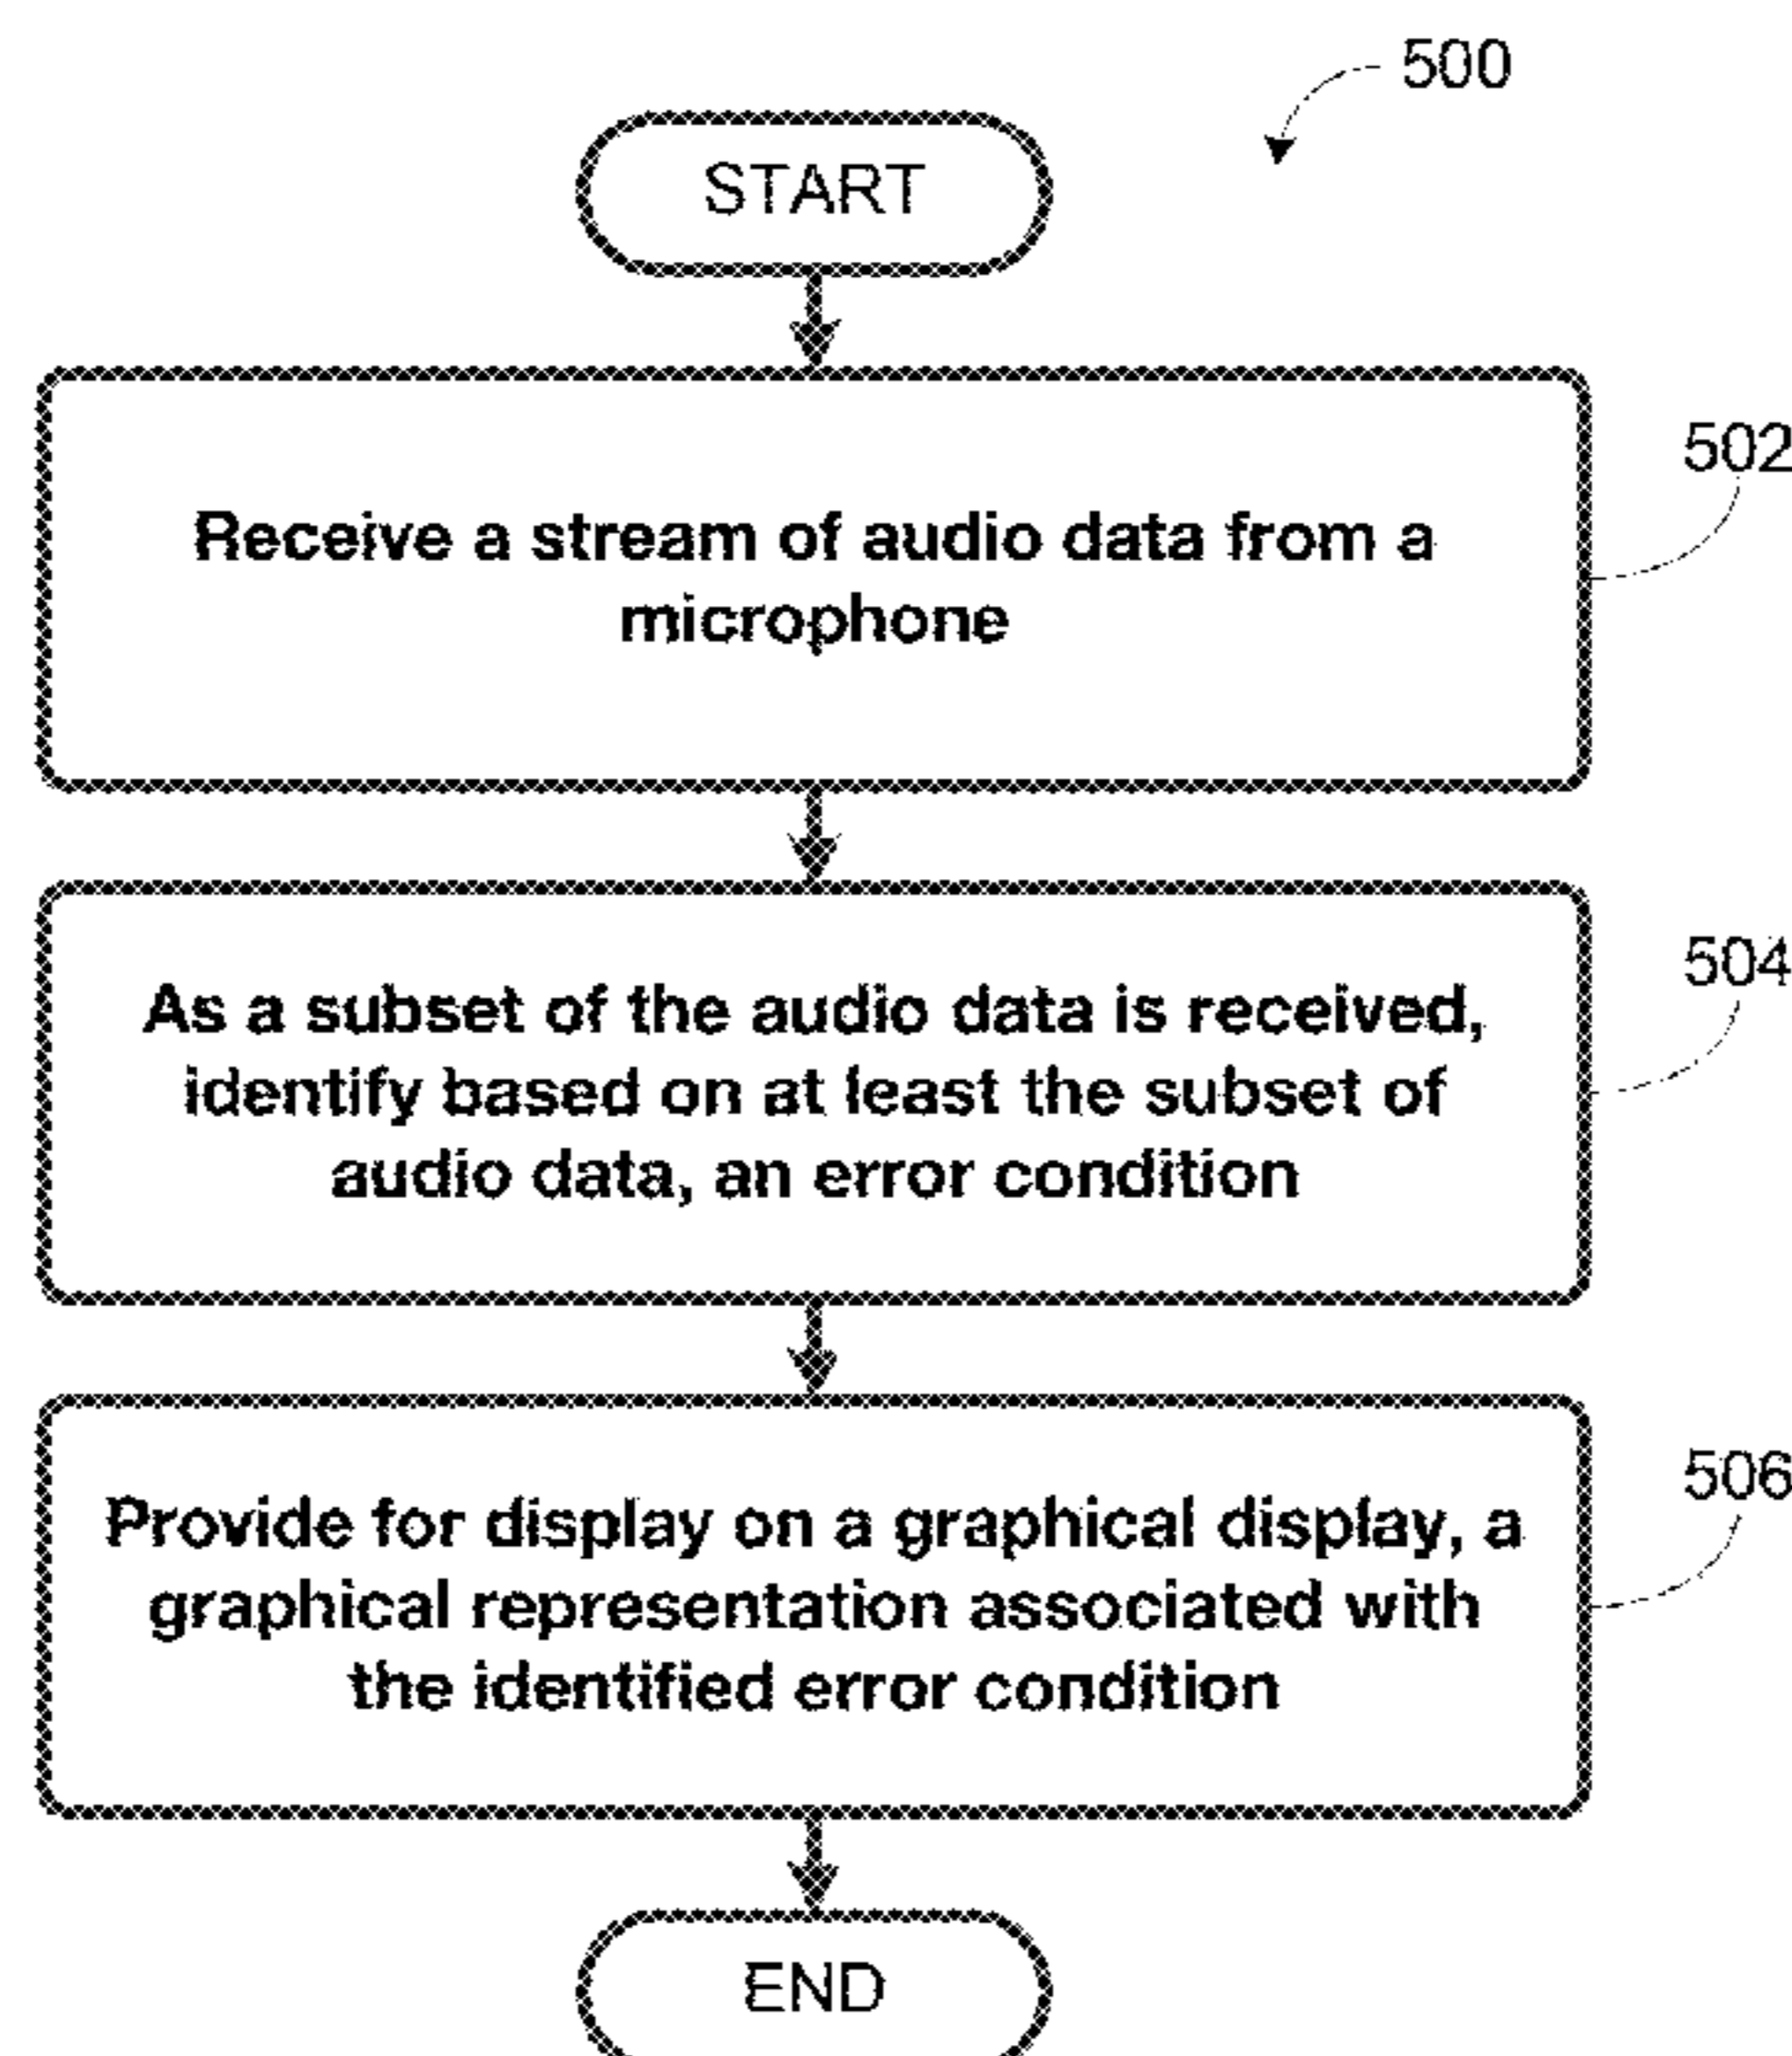 500
START
Receive a stream of audio data from a
microphone
502
As a subset of the audio data is received,
identify based on at least the subset of
audio data, an error condition
504
Provide for display on a graphical display, a
graphical representation associated with
the identified error condition
506
END